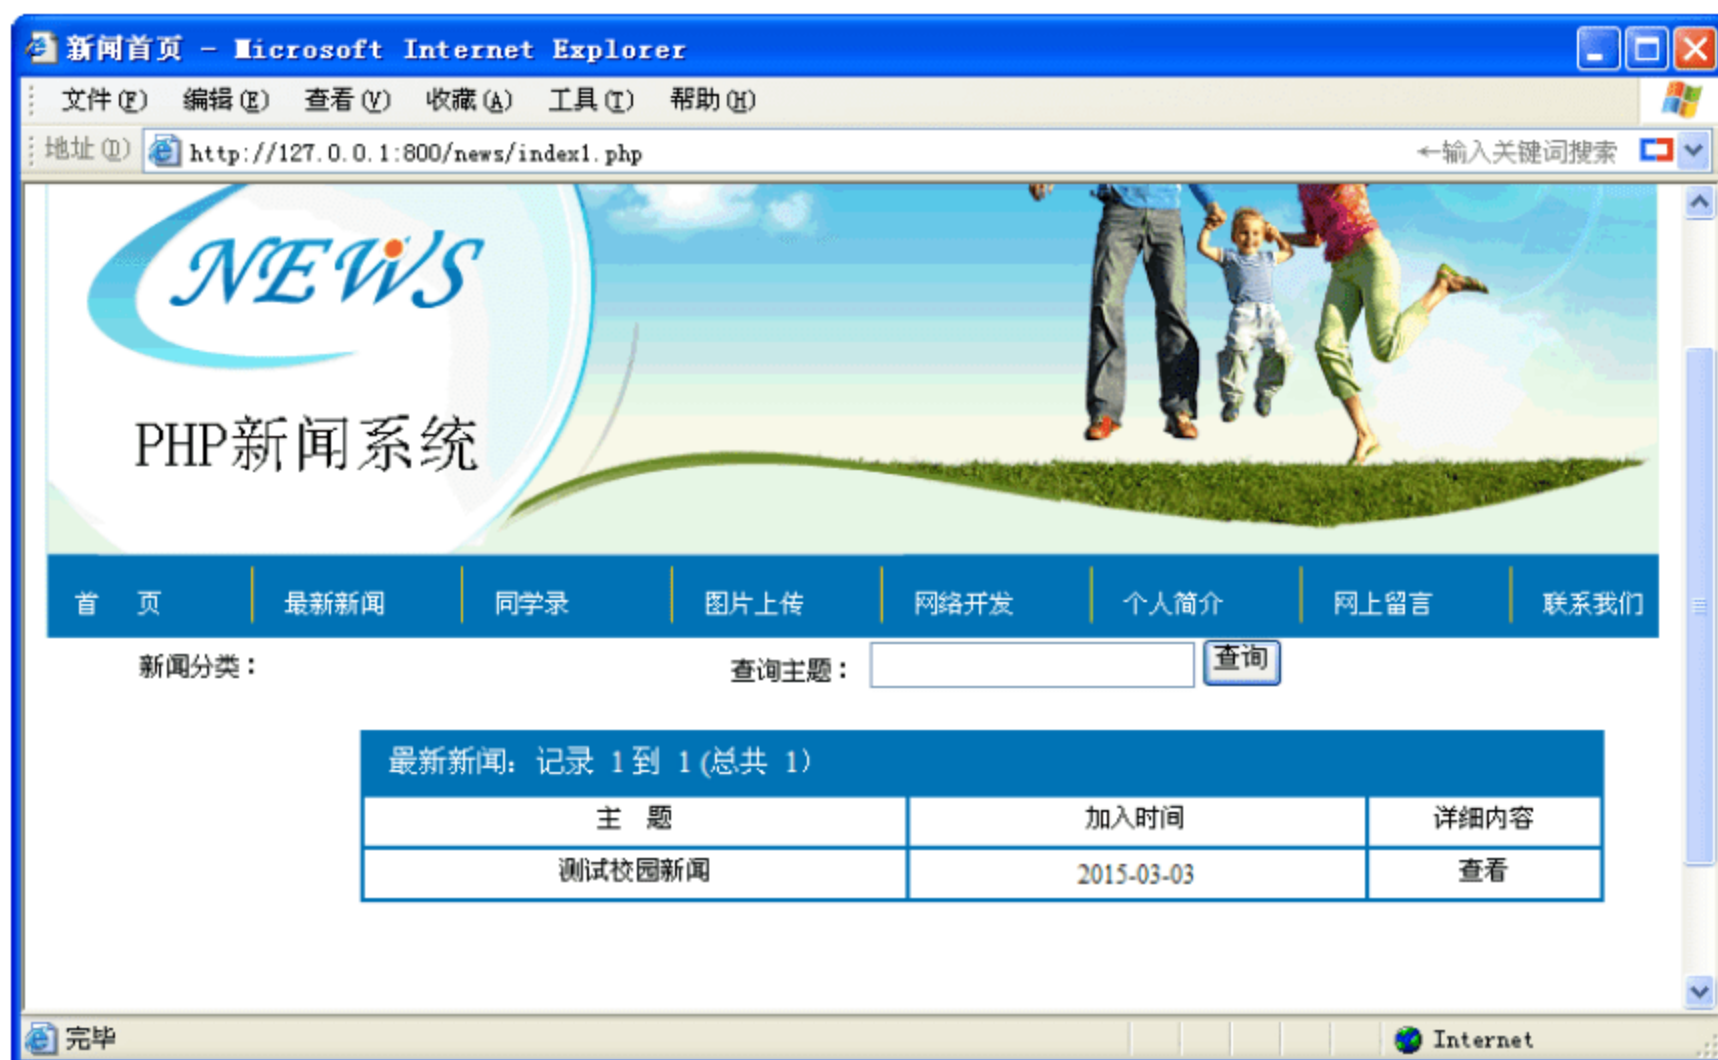 新闻首页 - Microsoft Internet Explorer
文件(F) 编辑(E) 查看(V) 收藏(A) 工具(T) 帮助(H)
地址(D) http://127.0.0.1:800/news/index1.php ←输入关键词搜索
NEWS
PHP新闻系统
首 页 最新新闻 同学录 图片上传 网络开发 个人简介 网上留言 联系我们
新闻分类： 查询主题： 查询
最新新闻：记录 1 到 1 (总共 1)
主 题 加入时间 详细内容
测试校园新闻 2015-03-03 查看
完毕 Internet